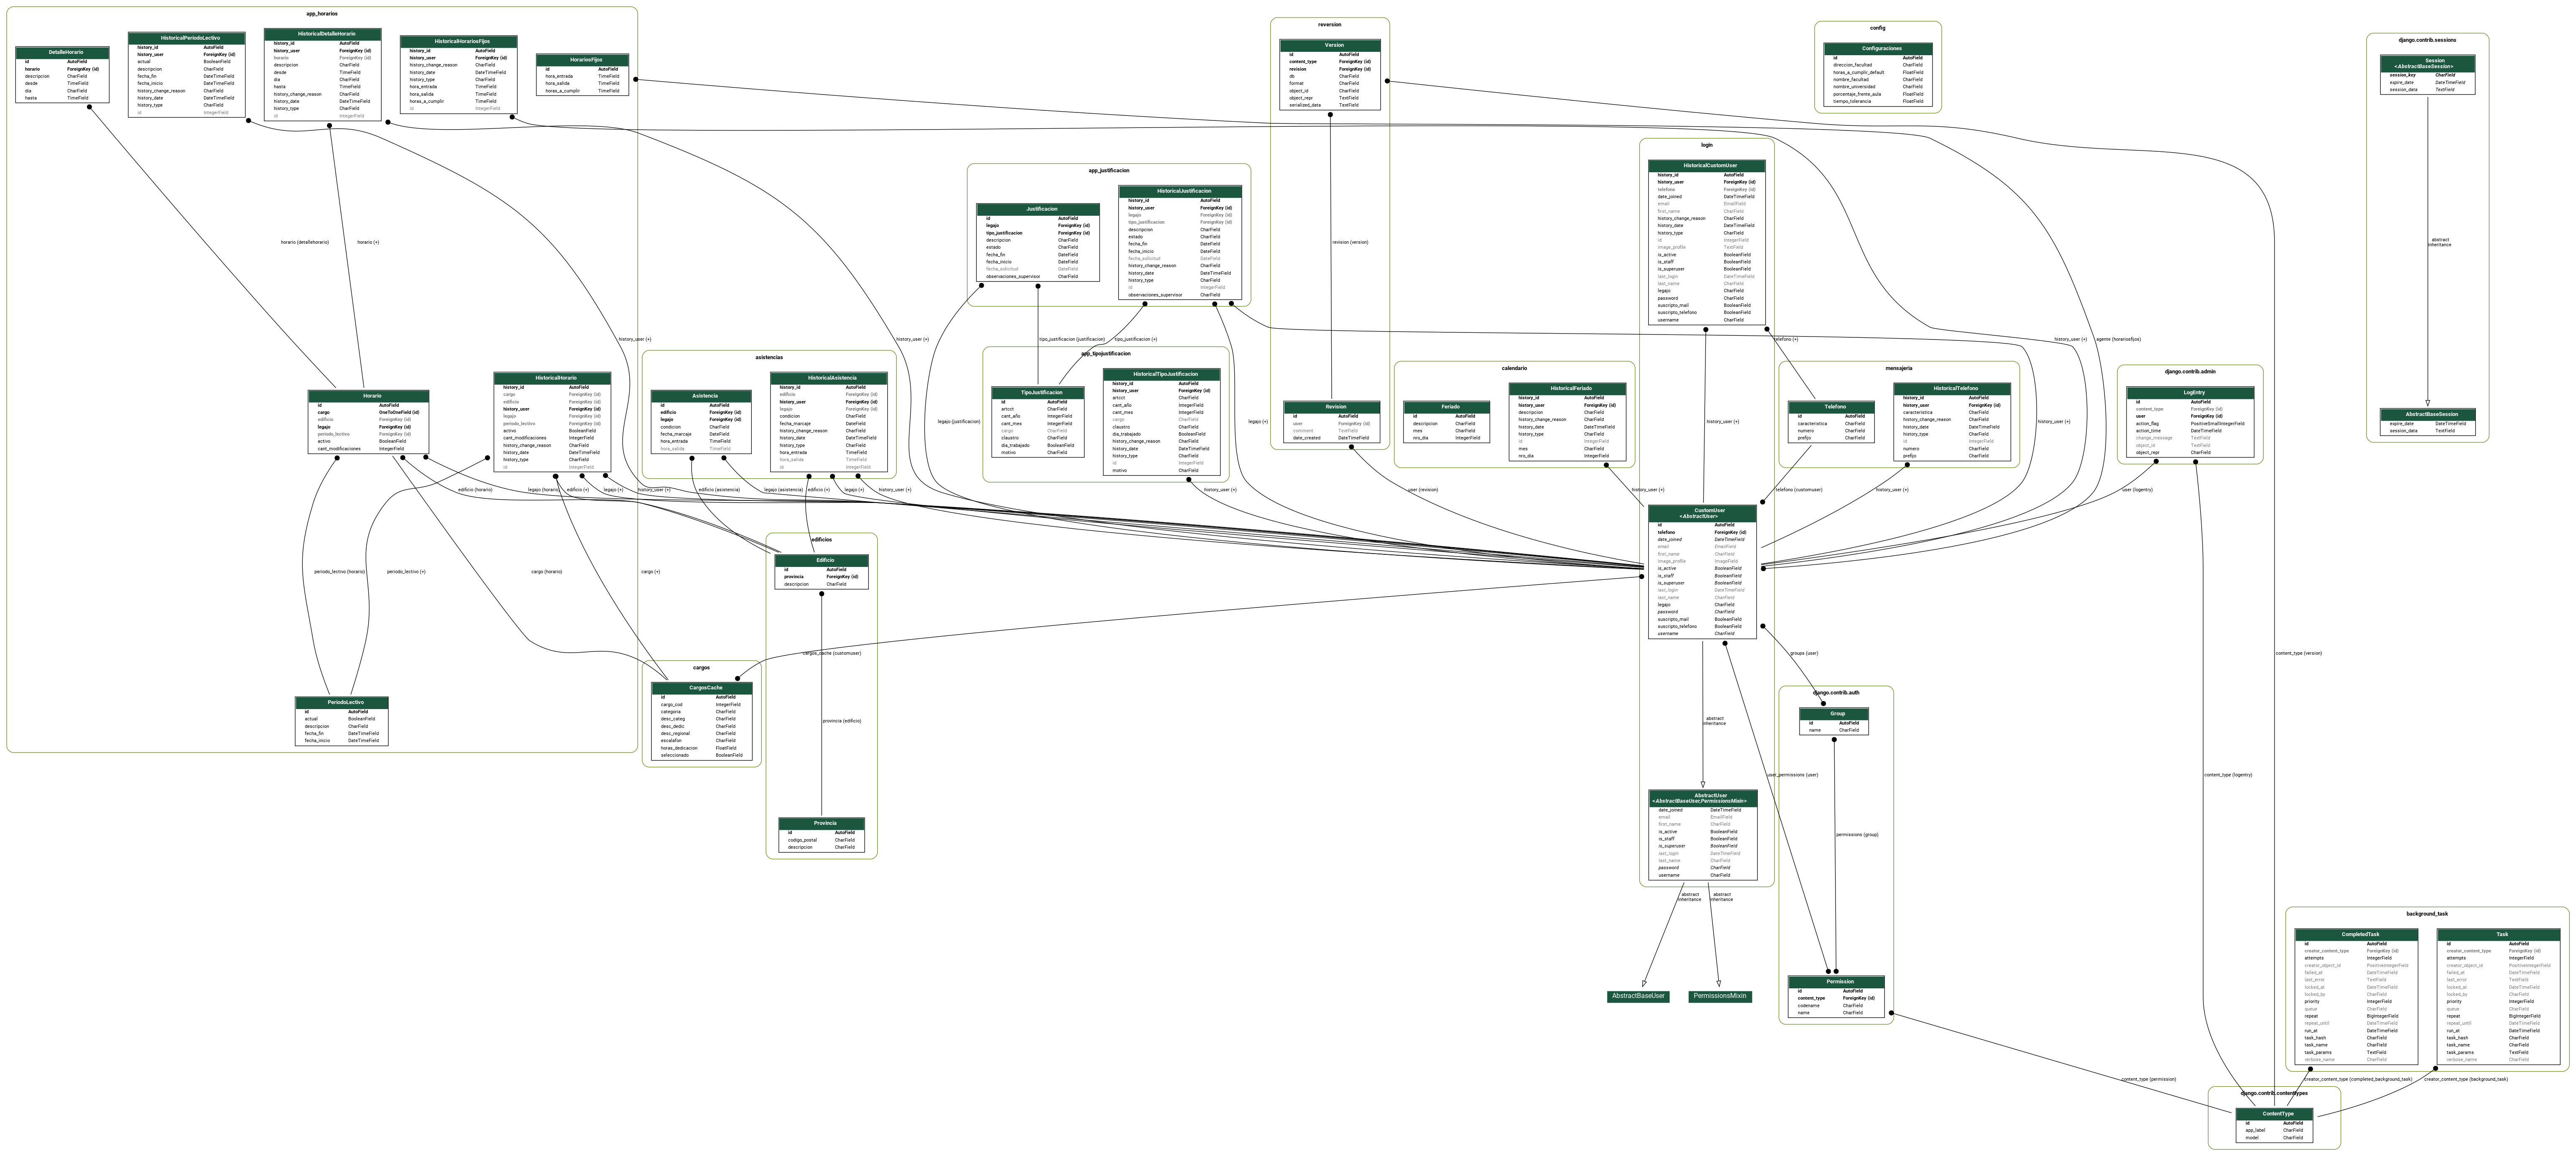 app_horarios
DetalleHorario
id AutoField
horario ForeignKey (id)
descripcion CharField
desde TimeField
dia CharField
hasta TimeField
HistoricalPeriodoLectivo
history_id AutoField
history_user ForeignKey (id)
actual BooleanField
descripcion CharField
fecha_fin DateTimeField
fecha_inicio DateTimeField
history_change_reason CharField
history_date DateTimeField
history_type CharField
id IntegerField
HistoricalDetalleHorario
history_id AutoField
history_user ForeignKey (id)
horario ForeignKey (id)
descripcion CharField
desde TimeField
dia CharField
hasta TimeField
history_change_reason CharField
history_date DateTimeField
history_type CharField
id IntegerField
HistoricalHorariosFijos
history_id AutoField
history_user ForeignKey (id)
history_change_reason CharField
history_date DateTimeField
history_type CharField
hora_entrada TimeField
hora_salida TimeField
horas_a_cumplir TimeField
id IntegerField
HorariosFijos
id AutoField
hora_entrada TimeField
hora_salida TimeField
horas_a_cumplir TimeField
horario (detallehorario)
horario (+)
history_user (+)
history_user (+)
Horario
id AutoField
cargo OneToOneField (id)
edificio ForeignKey (id)
legajo ForeignKey (id)
periodo_lectivo ForeignKey (id)
activo BooleanField
cant_modificaciones IntegerField
HistoricalHorario
history_id AutoField
cargo ForeignKey (id)
edificio ForeignKey (id)
history_user ForeignKey (id)
legajo ForeignKey (id)
periodo_lectivo ForeignKey (id)
activo BooleanField
cant_modificaciones IntegerField
history_change_reason CharField
history_date DateTimeField
history_type CharField
id IntegerField
edificio (horario)
legajo (horario)
edificio (+)
legajo (+)
history_user (+)
periodo_lectivo (horario)
periodo_lectivo (+)
cargo (horario)
cargo (+)
PeriodoLectivo
id AutoField
actual BooleanField
descripcion CharField
fecha_fin DateTimeField
fecha_inicio DateTimeField
asistencias
Asistencia
id AutoField
edificio ForeignKey (id)
legajo ForeignKey (id)
condicion CharField
fecha_marcaje DateField
hora_entrada TimeField
hora_salida TimeField
HistoricalAsistencia
history_id AutoField
edificio ForeignKey (id)
history_user ForeignKey (id)
legajo ForeignKey (id)
condicion CharField
fecha_marcaje DateField
history_change_reason CharField
history_date DateTimeField
history_type CharField
hora_entrada TimeField
hora_salida TimeField
id IntegerField
edificio (asistencia)
legajo (asistencia)
edificio (+)
legajo (+)
history_user (+)
edificios
Edificio
id AutoField
provincia ForeignKey (id)
descripcion CharField
provincia (edificio)
Provincia
id AutoField
codigo_postal CharField
descripcion CharField
cargos_cache (customuser)
cargos
CargosCache
id AutoField
cargo_cod IntegerField
categoria CharField
desc_categ CharField
desc_dedic CharField
desc_regional CharField
escalafon CharField
horas_dedicacion FloatField
seleccionado BooleanField
app_justificacion
Justificacion
id AutoField
legajo ForeignKey (id)
tipo_justificacion ForeignKey (id)
descripcion CharField
estado CharField
fecha_fin DateField
fecha_inicio DateField
fecha_solicitud DateField
observaciones_supervisor CharField
HistoricalJustificacion
history_id AutoField
history_user ForeignKey (id)
legajo ForeignKey (id)
tipo_justificacion ForeignKey (id)
descripcion CharField
estado CharField
fecha_fin DateField
fecha_inicio DateField
fecha_solicitud DateField
history_change_reason CharField
history_date DateTimeField
history_type CharField
id IntegerField
observaciones_supervisor CharField
tipo_justificacion (justificacion)
tipo_justificacion (+)
legajo (justificacion)
legajo (+)
app_tipojustificacion
TipoJustificacion
id AutoField
artcct CharField
cant_año IntegerField
cant_mes IntegerField
cargo CharField
claustro CharField
dia_trabajado BooleanField
motivo CharField
HistoricalTipoJustificacion
history_id AutoField
history_user ForeignKey (id)
artcct CharField
cant_año IntegerField
cant_mes IntegerField
cargo CharField
claustro CharField
dia_trabajado BooleanField
history_change_reason CharField
history_date DateTimeField
history_type CharField
id IntegerField
motivo CharField
history_user (+)
reversion
Version
id AutoField
content_type ForeignKey (id)
revision ForeignKey (id)
db CharField
format CharField
object_id CharField
object_repr TextField
serialized_data TextField
revision (version)
Revision
id AutoField
user ForeignKey (id)
comment TextField
date_created DateTimeField
user (revision)
calendario
Feriado
id AutoField
descripcion CharField
mes CharField
nro_dia IntegerField
HistoricalFeriado
history_id AutoField
history_user ForeignKey (id)
descripcion CharField
history_change_reason CharField
history_date DateTimeField
history_type CharField
id IntegerField
mes CharField
nro_dia IntegerField
history_user (+)
login
HistoricalCustomUser
history_id AutoField
history_user ForeignKey (id)
telefono ForeignKey (id)
date_joined DateTimeField
email EmailField
first_name CharField
history_change_reason CharField
history_date DateTimeField
history_type CharField
id IntegerField
image_profile TextField
is_active BooleanField
is_staff BooleanField
is_superuser BooleanField
last_login DateTimeField
last_name CharField
legajo CharField
password CharField
suscripto_mail BooleanField
suscripto_telefono BooleanField
username CharField
history_user (+)
telefono (+)
CustomUser
<AbstractUser>
id AutoField
telefono ForeignKey (id)
date_joined DateTimeField
email EmailField
first_name CharField
image_profile ImageField
is_active BooleanField
is_staff BooleanField
is_superuser BooleanField
last_login DateTimeField
last_name CharField
legajo CharField
password CharField
suscripto_mail BooleanField
suscripto_telefono BooleanField
username CharField
abstract
inheritance
AbstractUser
<AbstractBaseUser,PermissionsMixin>
date_joined DateTimeField
email EmailField
first_name CharField
is_active BooleanField
is_staff BooleanField
is_superuser BooleanField
last_login DateTimeField
last_name CharField
password CharField
username CharField
abstract
inheritance
abstract
inheritance
AbstractBaseUser
PermissionsMixin
config
Configuraciones
id AutoField
direccion_facultad CharField
horas_a_cumplir_default FloatField
nombre_facultad CharField
nombre_universidad CharField
porcentaje_frente_aula FloatField
tiempo_tolerancia FloatField
mensajeria
Telefono
id AutoField
caracteristica CharField
numero CharField
prefijo CharField
HistoricalTelefono
history_id AutoField
history_user ForeignKey (id)
caracteristica CharField
history_change_reason CharField
history_date DateTimeField
history_type CharField
id IntegerField
numero CharField
prefijo CharField
telefono (customuser)
history_user (+)
history_user (+)
history_user (+)
agente (horariosfijos)
groups (user)
user_permissions (user)
django.contrib.auth
Group
id AutoField
name CharField
permissions (group)
Permission
id AutoField
content_type ForeignKey (id)
codename CharField
name CharField
content_type (permission)
django.contrib.admin
LogEntry
id AutoField
content_type ForeignKey (id)
user ForeignKey (id)
action_flag PositiveSmallIntegerField
action_time DateTimeField
change_message TextField
object_id TextField
object_repr CharField
user (logentry)
content_type (logentry)
content_type (version)
django.contrib.sessions
Session
<AbstractBaseSession>
session_key CharField
expire_date DateTimeField
session_data TextField
abstract
inheritance
AbstractBaseSession
expire_date DateTimeField
session_data TextField
background_task
CompletedTask
id AutoField
creator_content_type ForeignKey (id)
attempts IntegerField
creator_object_id PositiveIntegerField
failed_at DateTimeField
last_error TextField
locked_at DateTimeField
locked_by CharField
priority IntegerField
queue CharField
repeat BigIntegerField
repeat_until DateTimeField
run_at DateTimeField
task_hash CharField
task_name CharField
task_params TextField
verbose_name CharField
Task
id AutoField
creator_content_type ForeignKey (id)
attempts IntegerField
creator_object_id PositiveIntegerField
failed_at DateTimeField
last_error TextField
locked_at DateTimeField
locked_by CharField
priority IntegerField
queue CharField
repeat BigIntegerField
repeat_until DateTimeField
run_at DateTimeField
task_hash CharField
task_name CharField
task_params TextField
verbose_name CharField
creator_content_type (completed_background_task)
creator_content_type (background_task)
django.contrib.contenttypes
ContentType
id AutoField
app_label CharField
model CharField